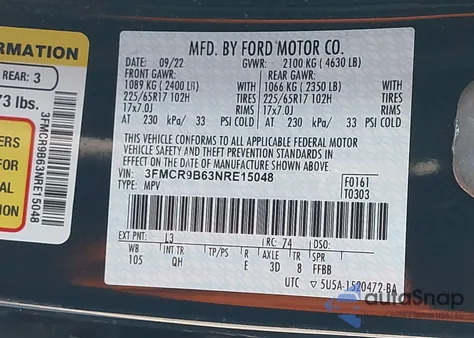 FORMATION
REAR: 3
73 lbs.
3FMCR9B63NRE15048
MFD. BY FORD MOTOR CO.
DATE: 09/22 GVWR: 2100 KG (4630 LB)
FRONT GAWR: REAR GAWR:
1089 KG (2400 LB) WITH 1066 KG (2350 LB) WITH
225/65R17 102H TIRES 225/65R17 102H TIRES
17x7.0J RIMS 17x7.0J RIMS
AT 230 kPa/ 33 PSI COLD AT 230 kPa/ 33 PSI COLD
THIS VEHICLE CONFORMS TO ALL APPLICABLE FEDERAL MOTOR
VEHICLE SAFETY AND THEFT PREVENTION STANDARDS IN
EFFECT ON THE DATE OF MANUFACTURE SHOWN ABOVE.
VIN: 3FMCR9B63NRE15048 F0161
TYPE: MPV T0303
EXT PNT: L3 RC: 74 DSO:
WB INT TR TP/PS R AX TR SPR
105 QH E 3D 8 FFBB
UTC ▽ 5U5A-1520472-BA
autoSnap